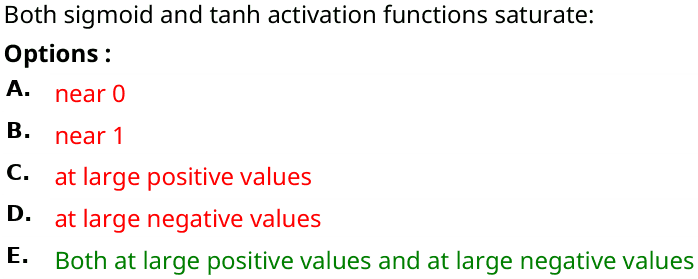 Both sigmoid and tanh activation functions saturate:
Options :
A. near 0
B. near 1
C. at large positive values
D. at large negative values
E. Both at large positive values and at large negative values